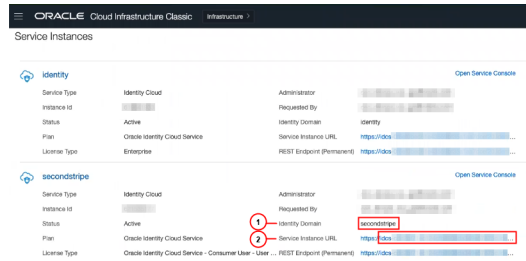 ORACLE Cloud Infrastructure Classic Infrastructure >
Service Instances
identity Open Service Console
Service Type Identity Cloud Administrator
Instance Id Requested By
Status Active Identity Domain identity
Plan Oracle Identity Cloud Service Service Instance URL https://idcs ...
License Type Enterprise REST Endpoint (Permanent) https://idcs ...
secondstripe Open Service Console
Service Type Identity Cloud Administrator
Instance Id Requested By
Status Active 1 Identity Domain secondstripe
Plan Oracle Identity Cloud Service 2 Service Instance URL https://idcs ...
License Type Oracle Identity Cloud Service - Consumer User - User ... REST Endpoint (Permanent) https://idcs ...